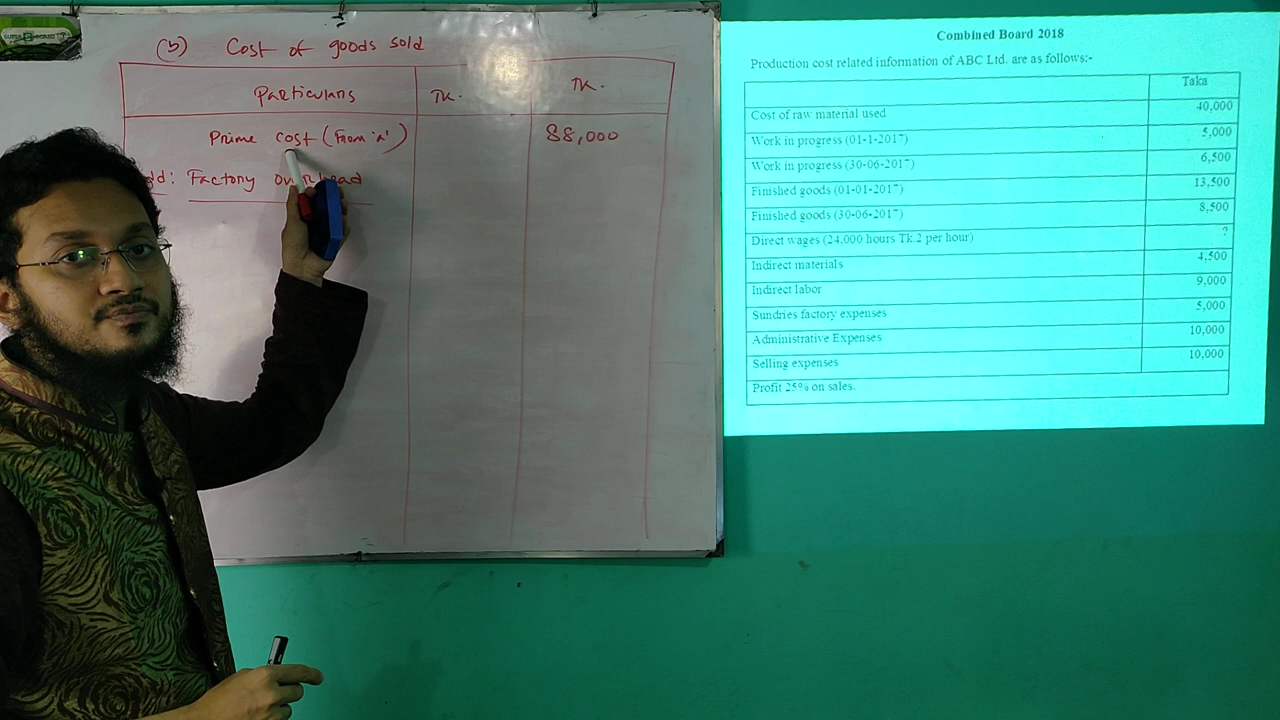 (b) Cost of goods sold
Particulars Tk. Tk.
Prime cost (From 'a') 88,000
Add: Factory overhead
Combined Board 2018
Production cost related information of ABC Ltd. are as follows:-
Taka
Cost of raw material used 40,000
Work in progress (01-1-2017) 5,000
Work in progress (30-06-2017) 6,500
Finished goods (01-01-2017) 13,500
Finished goods (30-06-2017) 8,500
Direct wages (24,000 hours Tk.2 per hour) ?
Indirect materials 4,500
Indirect labor 9,000
Sundries factory expenses 5,000
Administrative Expenses 10,000
Selling expenses 10,000
Profit 25% on sales.